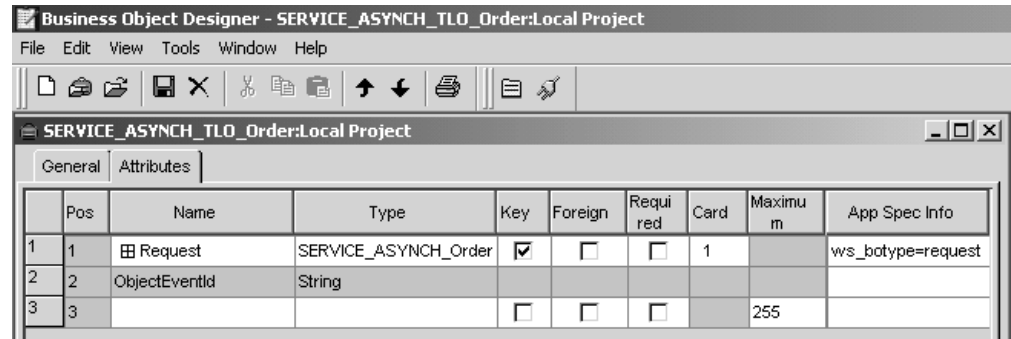 Business Object Designer - SERVICE_ASYNCH_TLO_Order:Local Project
File Edit View Tools Window Help
SERVICE_ASYNCH_TLO_Order:Local Project
General Attributes
Pos Name Type Key Foreign Requi red Card Maximu m App Spec Info
1 1 Request SERVICE_ASYNCH_Order 1 ws_botype=request
2 2 ObjectEventId String
3 3 255